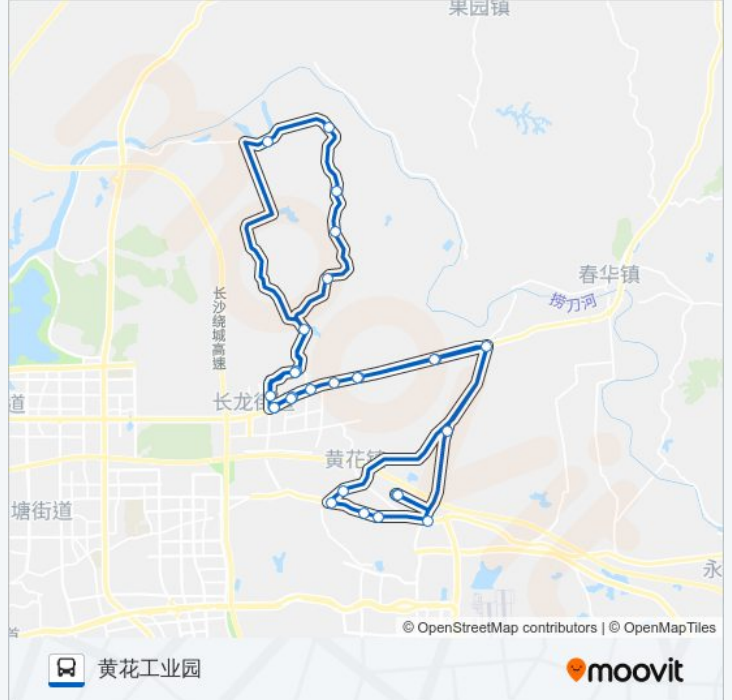 果园镇
春华镇
捞刀河
长沙绕城高速
道
长龙街道
黄花镇
塘街道
永
© OpenStreetMap contributors | © OpenMapTiles
黄花工业园
moovit